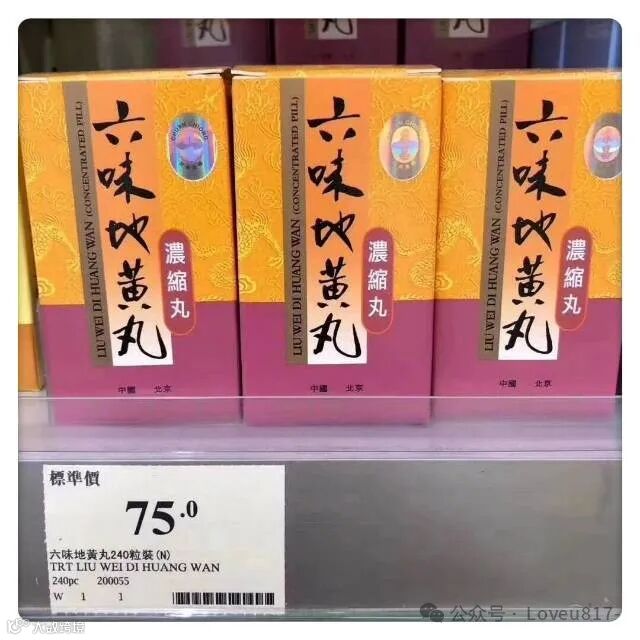 六味地黃丸
LIU WEI DI HUANG WAN (CONCENTRATED PILL)
濃縮丸
中國 北京
六味地黃丸
LIU WEI DI HUANG WAN (CONCENTRATED PILL)
濃縮丸
中國 北京
六味地黃丸
LIU WEI DI HUANG WAN (CONCENTRATED PILL)
濃縮丸
中國 北京
標準價
75.0
六味地黃丸240粒裝(N)
TRT LIU WEI DI HUANG WAN
240pc 200055
W 1 1
大数跨境
公众号 · Loveu817